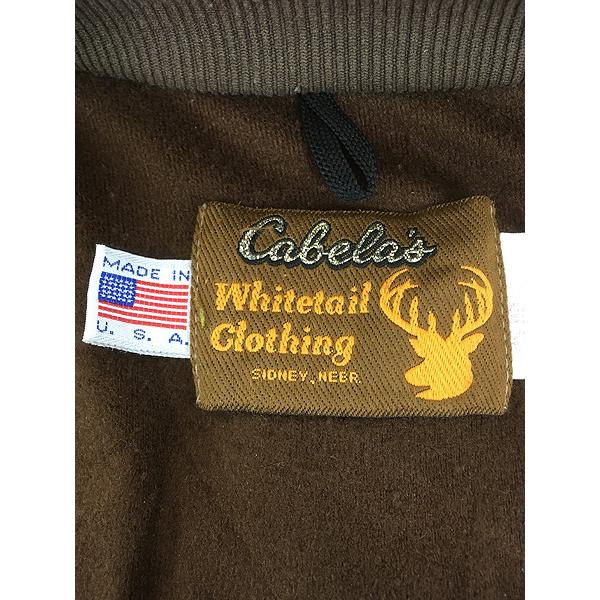 Cabela's
MADE IN
U. S. A.
Whitetail
Clothing
SIDNEY, NEBR.